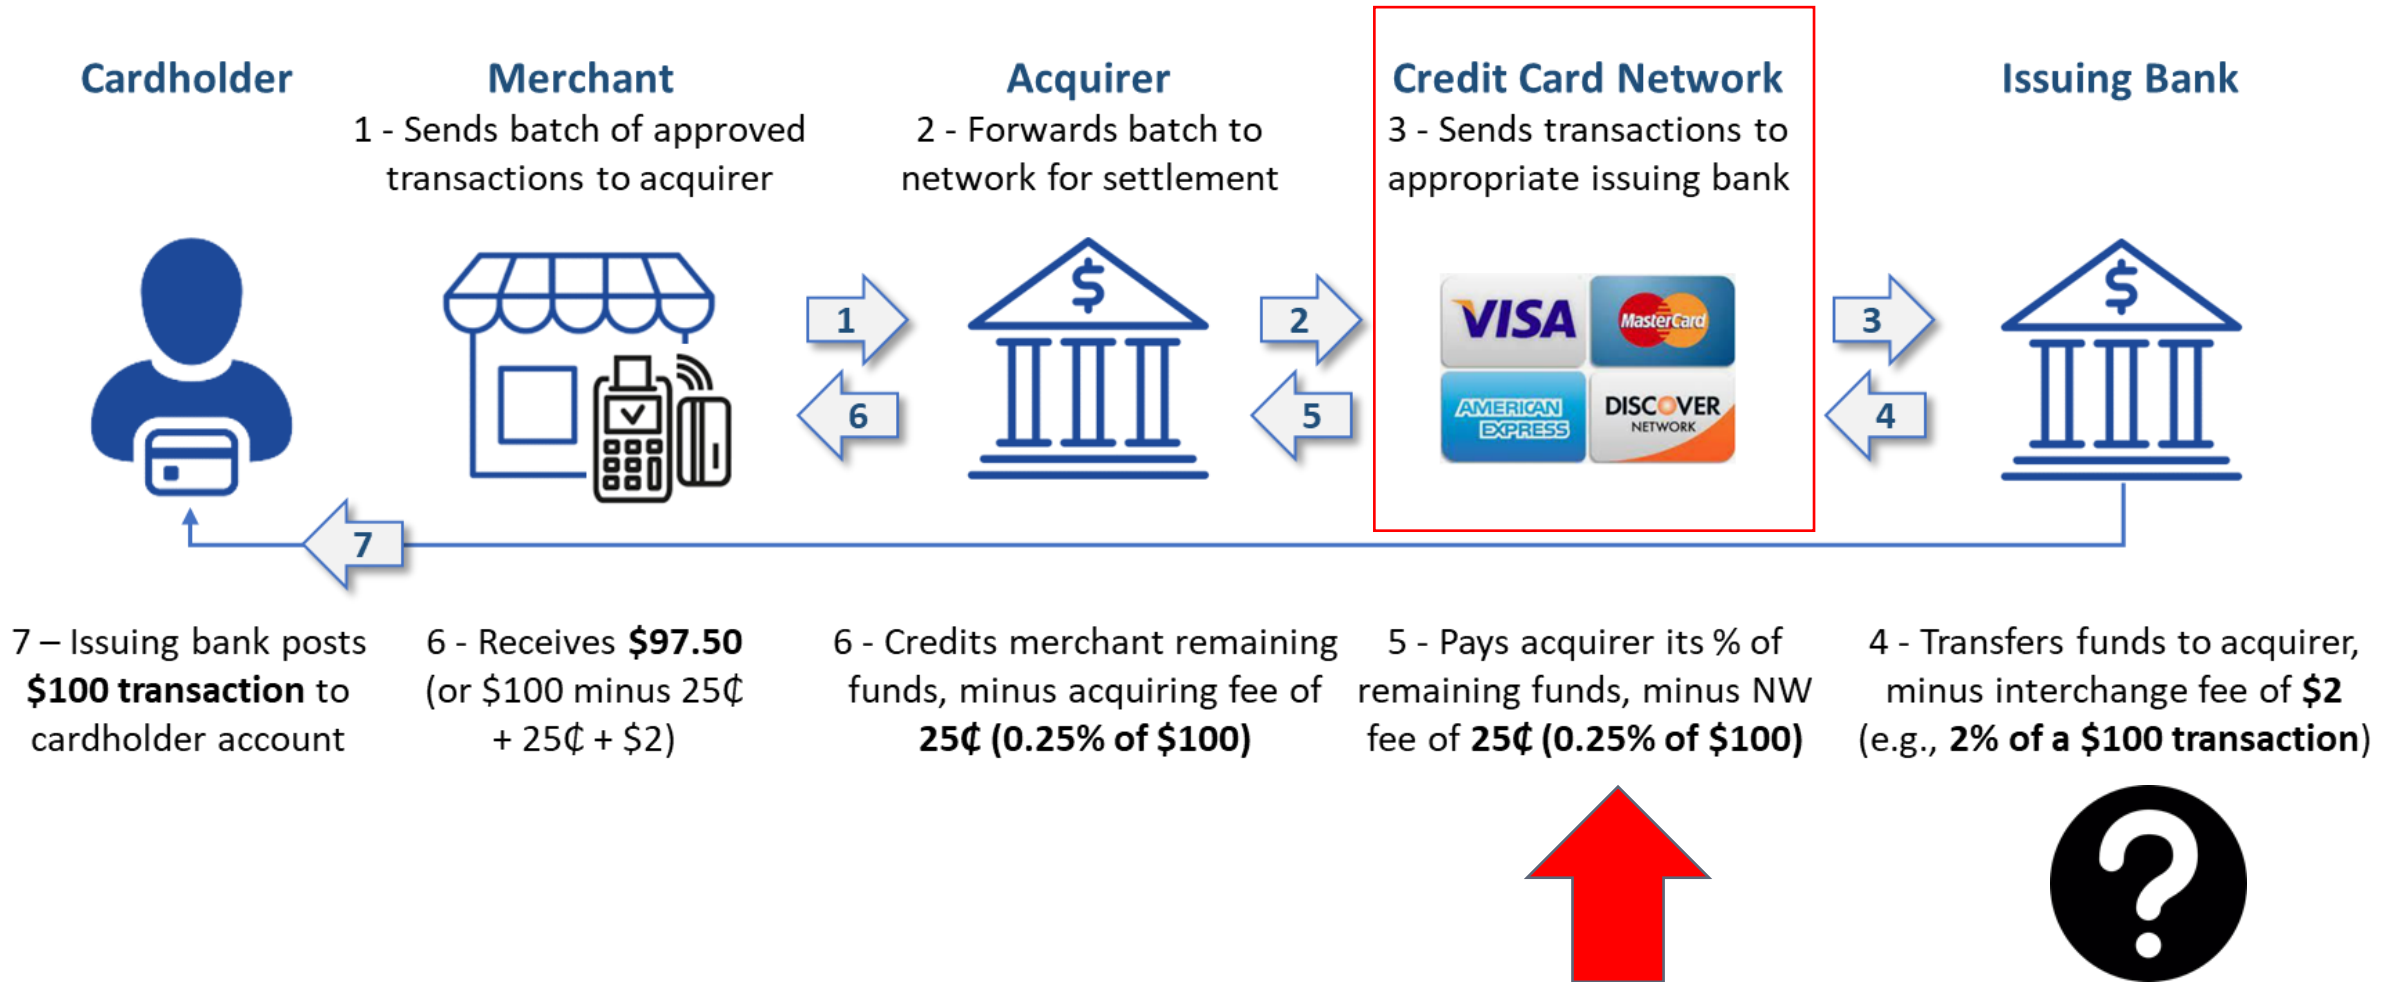 Cardholder
Merchant
1 - Sends batch of approved
transactions to acquirer
Acquirer
2 - Forwards batch to
network for settlement
Credit Card Network
3 - Sends transactions to
appropriate issuing bank
Issuing Bank
$
VISA
MasterCard
AMERICAN
EXPRESS
DISCOVER
NETWORK
$
1
2
3
6
5
4
7
7 – Issuing bank posts
$100 transaction to
cardholder account
6 - Receives $97.50
(or $100 minus 25₵
+ 25₵ + $2)
6 - Credits merchant remaining
funds, minus acquiring fee of
25₵ (0.25% of $100)
5 - Pays acquirer its % of
remaining funds, minus NW
fee of 25₵ (0.25% of $100)
4 - Transfers funds to acquirer,
minus interchange fee of $2
(e.g., 2% of a $100 transaction)
?